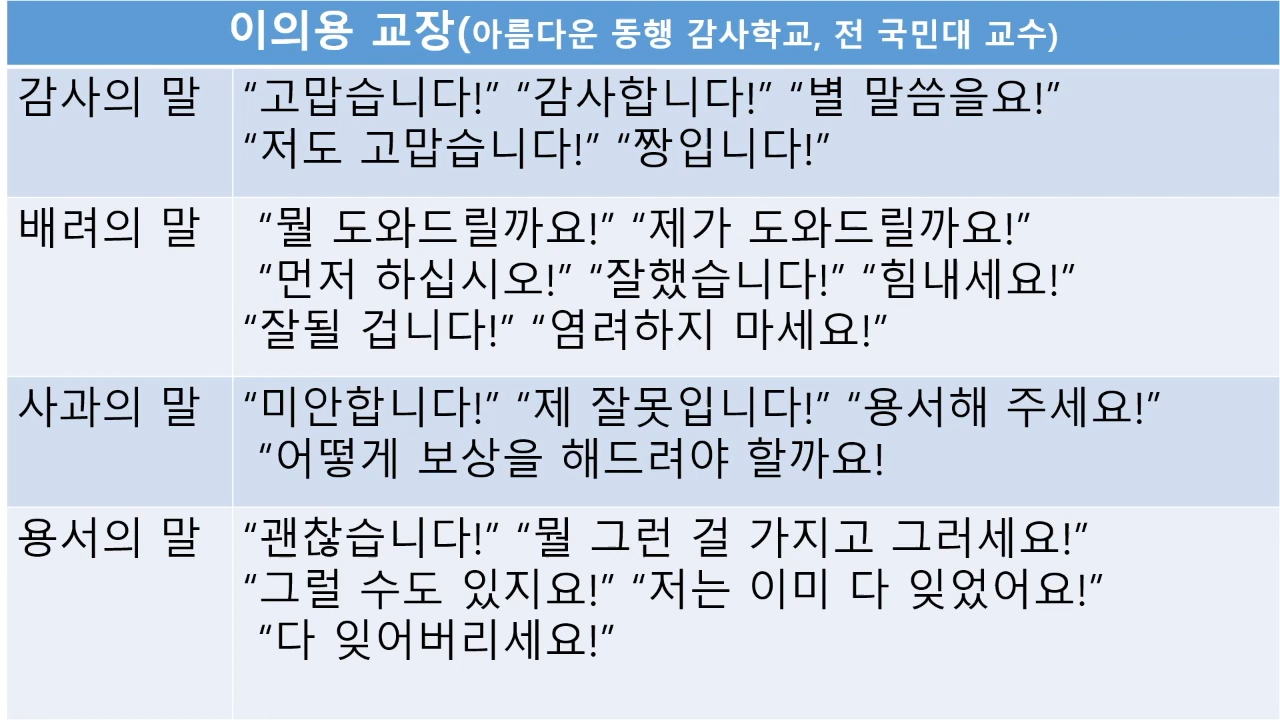 이의용 교장(아름다운 동행 감사학교, 전 국민대 교수)
감사의 말
“고맙습니다!” “감사합니다!” “별 말씀을요!”
“저도 고맙습니다!” “짱입니다!”
배려의 말
“뭘 도와드릴까요!” “제가 도와드릴까요!”
“먼저 하십시오!” “잘했습니다!” “힘내세요!”
“잘될 겁니다!” “염려하지 마세요!”
사과의 말
“미안합니다!” “제 잘못입니다!” “용서해 주세요!”
“어떻게 보상을 해드려야 할까요!
용서의 말
“괜찮습니다!” “뭘 그런 걸 가지고 그러세요!”
“그럴 수도 있지요!” “저는 이미 다 잊었어요!”
“다 잊어버리세요!”